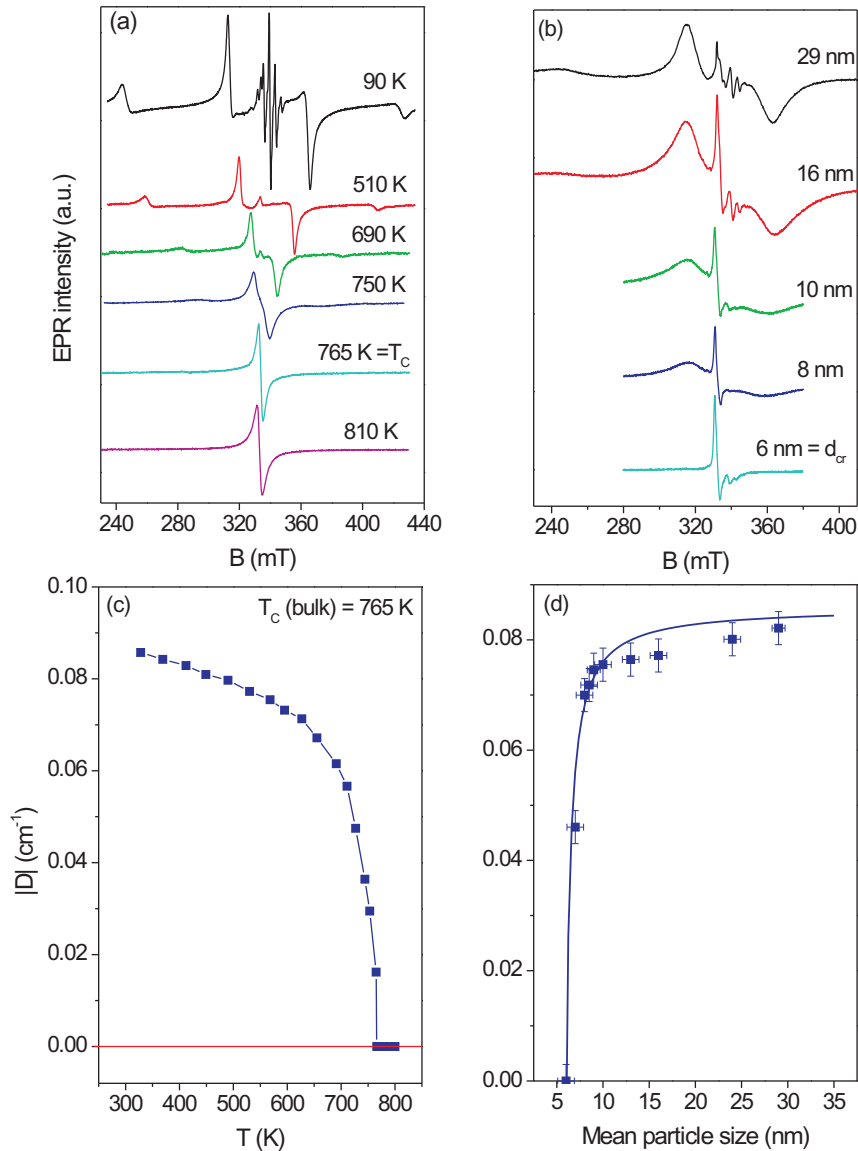 (a)
90 K
510 K
690 K
750 K
765 K =T_C
810 K
EPR intensity (a.u.)
240 280 320 360 400 440
B (mT)
(b)
29 nm
16 nm
10 nm
8 nm
6 nm = d_cr
240 280 320 360 400
B (mT)
(c)
T_C (bulk) = 765 K
0.10
0.08
0.06
0.04
0.02
0.00
|D| (cm⁻¹)
300 400 500 600 700 800
T (K)
(d)
0.08
0.06
0.04
0.02
0.00
5 10 15 20 25 30 35
Mean particle size (nm)